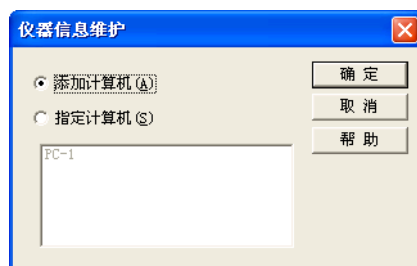 仪器信息维护
添加计算机(A)
指定计算机(S)
PC-1
确 定
取 消
帮 助